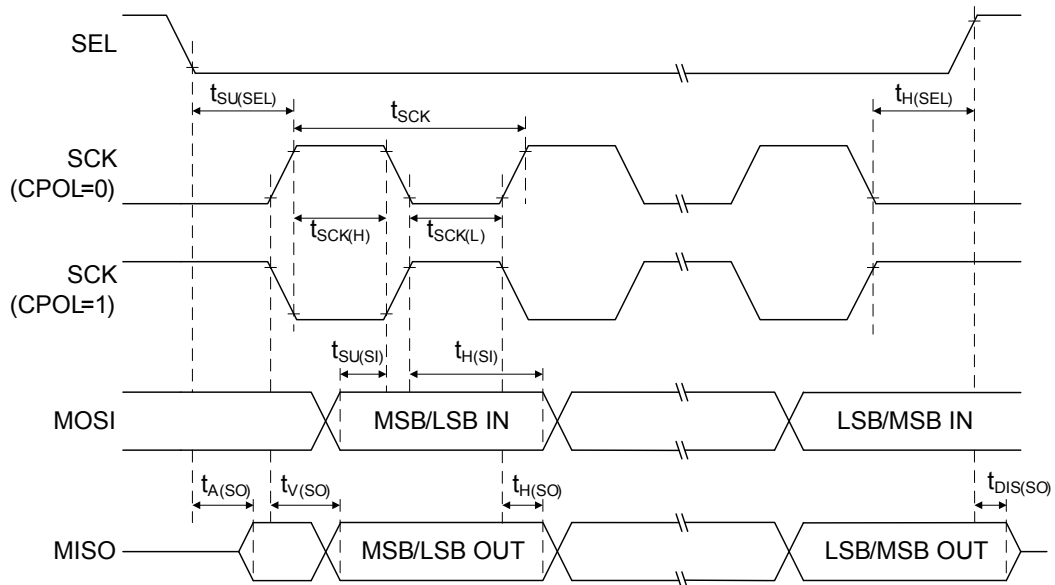 SEL
tSU(SEL)
tSCK
tH(SEL)
SCK
(CPOL=0)
tSCK(H)
tSCK(L)
SCK
(CPOL=1)
tSU(SI)
tH(SI)
MOSI
MSB/LSB IN
LSB/MSB IN
tA(SO)
tV(SO)
tH(SO)
tDIS(SO)
MISO
MSB/LSB OUT
LSB/MSB OUT